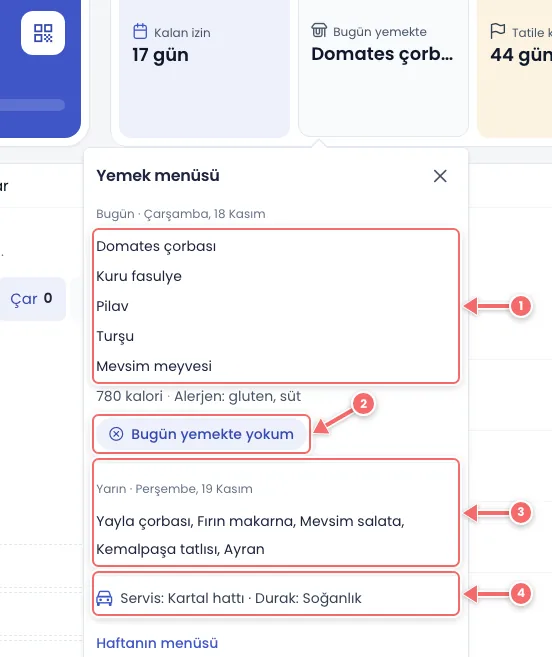 Kalan izin
17 gün
Bugün yemekte
Domates çorb...
Tatile k
44 gün
Yemek menüsü
ar
Bugün · Çarşamba, 18 Kasım
Domates çorbası
Kuru fasulye
Çar 0
Pilav
1
Turşu
Mevsim meyvesi
780 kalori · Alerjen: gluten, süt
2
Bugün yemekte yokum
Yarın · Perşembe, 19 Kasım
3
Yayla çorbası, Fırın makarna, Mevsim salata,
Kemalpaşa tatlısı, Ayran
4
Servis: Kartal hattı · Durak: Soğanlık
Haftanın menüsü